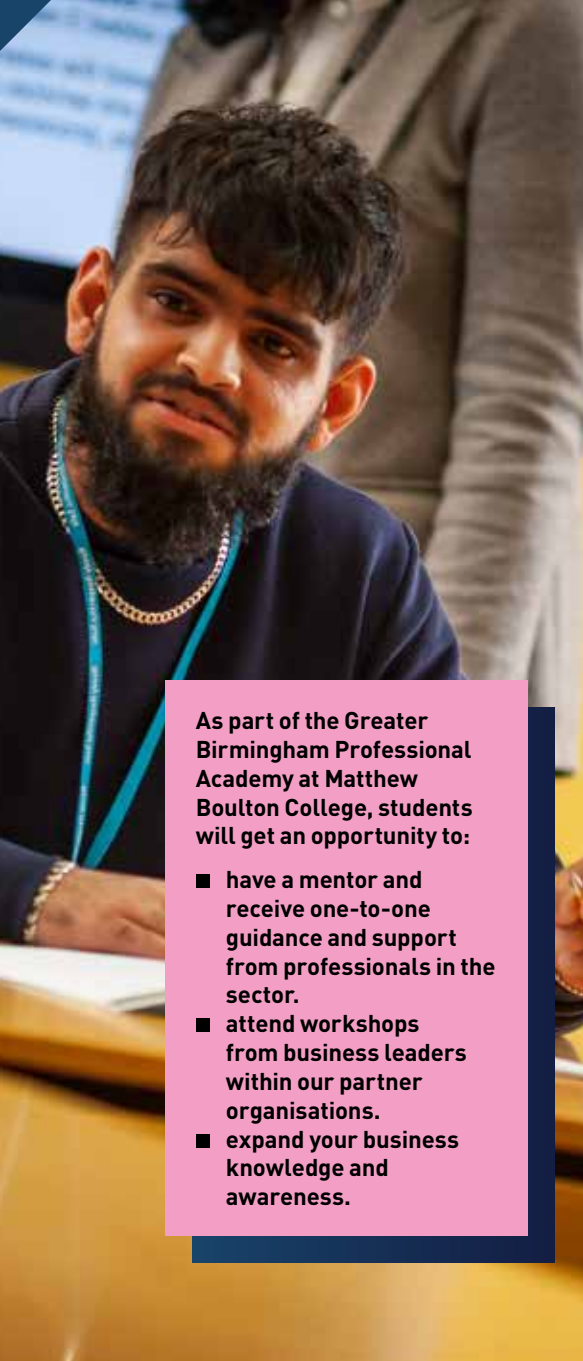 As part of the Greater
Birmingham Professional
Academy at Matthew
Boulton College, students
will get an opportunity to:
■ have a mentor and
receive one-to-one
guidance and support
from professionals in the
sector.
■ attend workshops
from business leaders
within our partner
organisations.
■ expand your business
knowledge and
awareness.